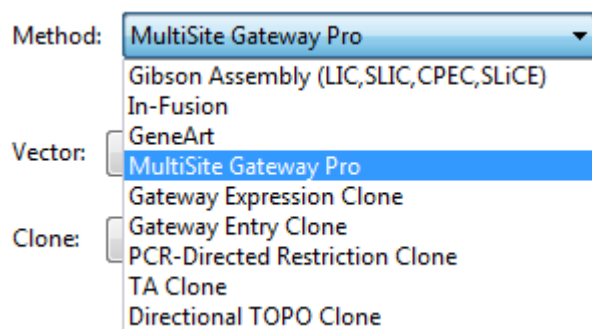 Method: MultiSite Gateway Pro
Gibson Assembly (LIC,SLIC,CPEC,SLiCE)
In-Fusion
GeneArt
Vector:
MultiSite Gateway Pro
Gateway Expression Clone
Gateway Entry Clone
Clone:
PCR-Directed Restriction Clone
TA Clone
Directional TOPO Clone